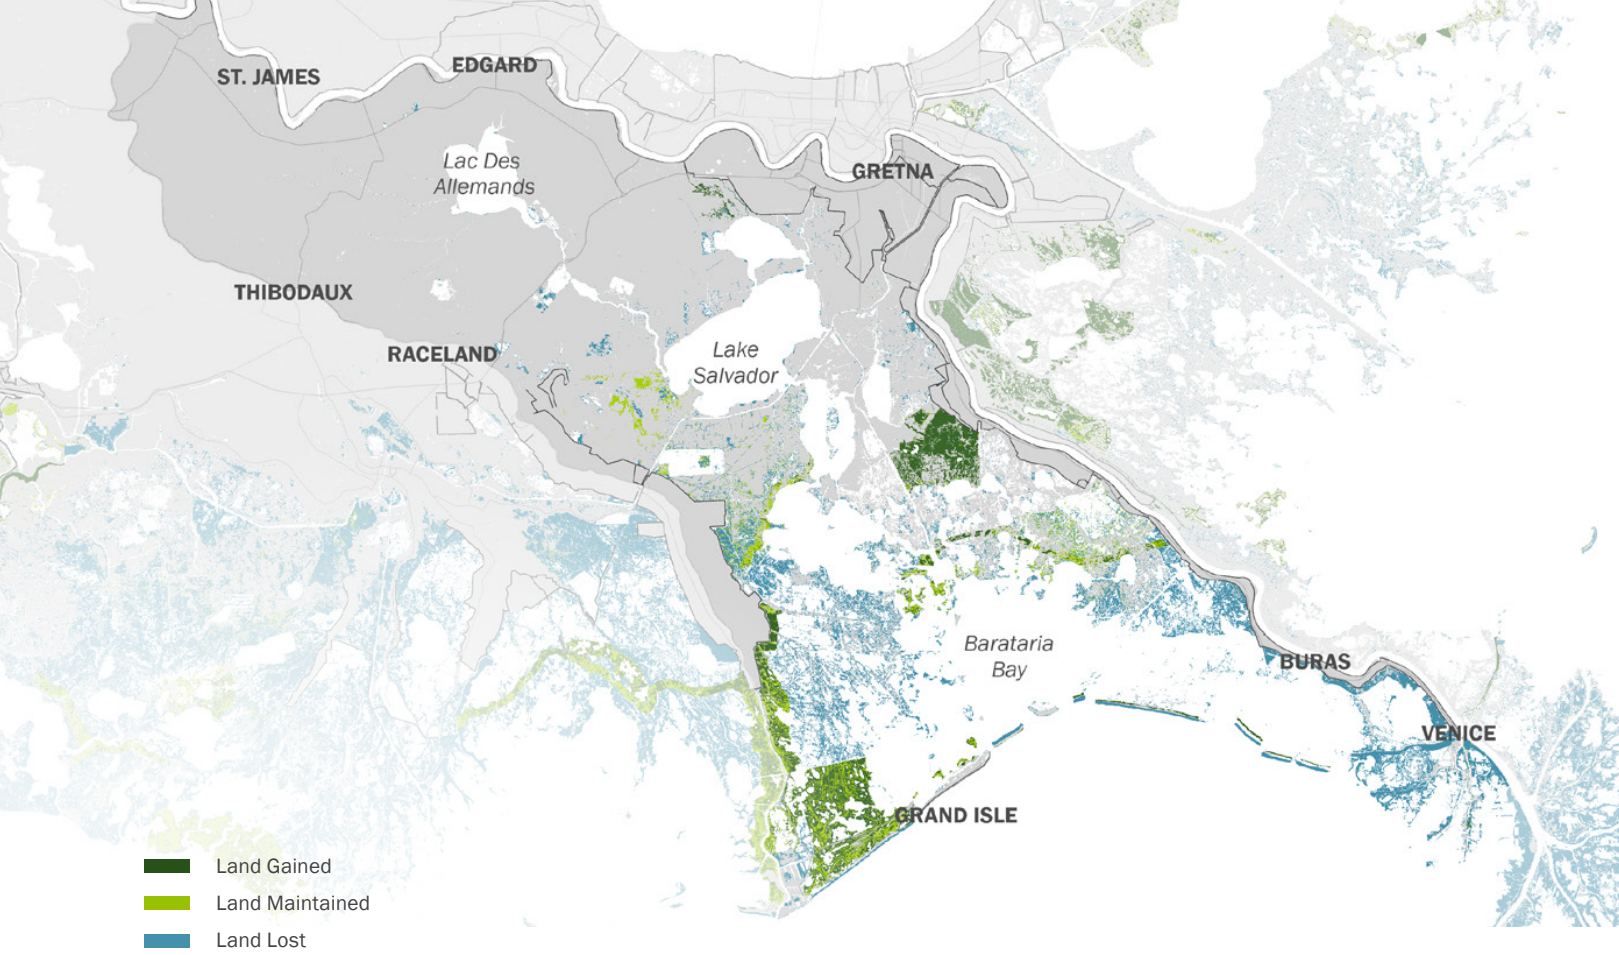 ST. JAMES
EDGARD
Lac Des
Allemands
GRETNA
THIBODAUX
RACELAND
Lake
Salvador
Barataria
Bay
BURAS
VENICE
GRAND ISLE
Land Gained
Land Maintained
Land Lost